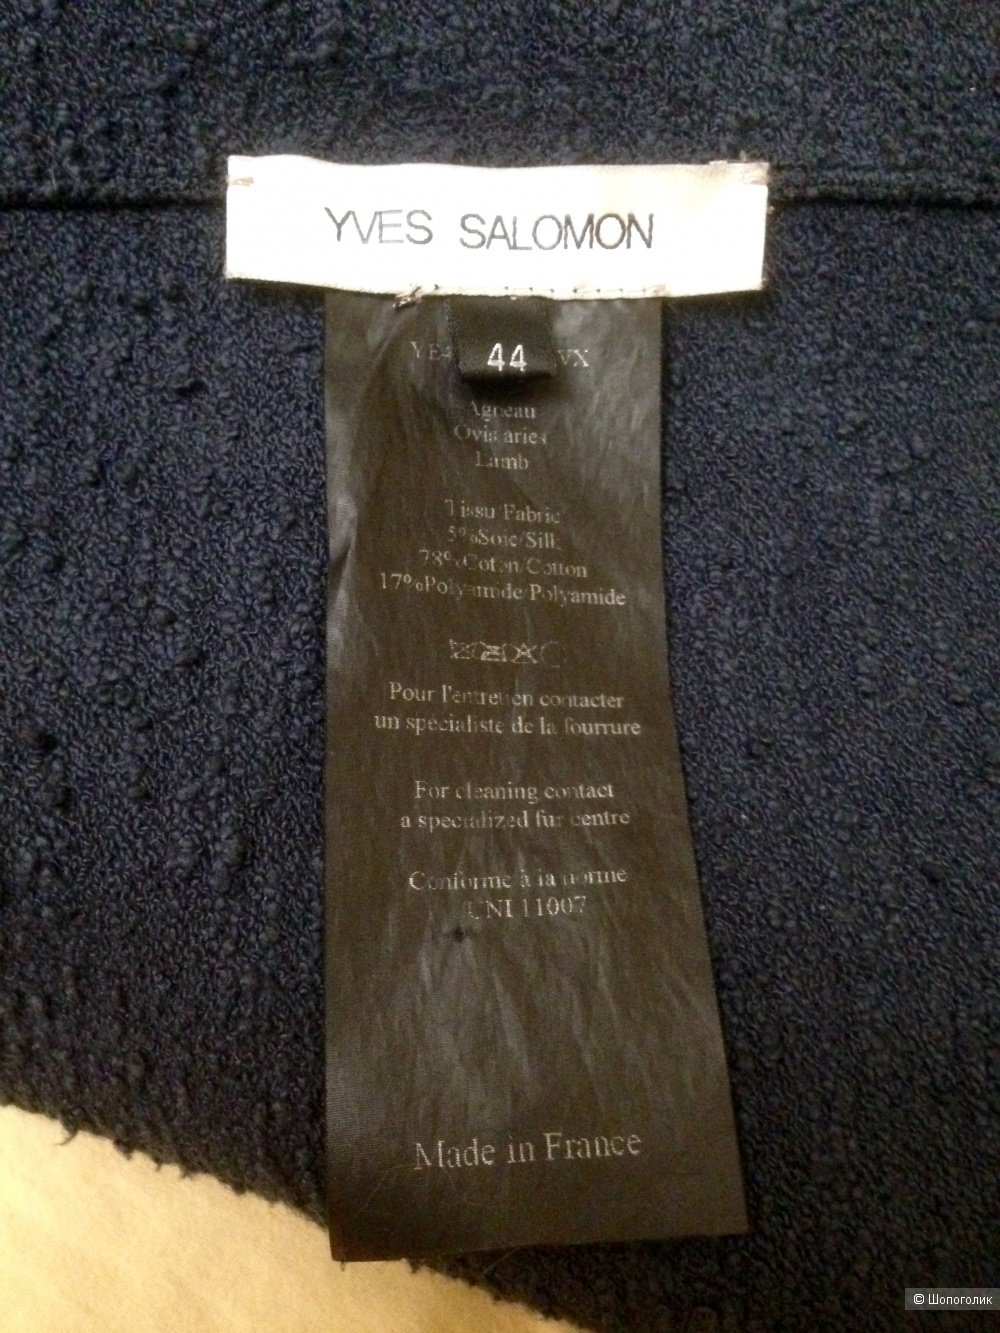 YVES SALOMON
44
VX
Agneau
Ovis aries
Lamb
Tissu Fabric
5%Soie/Silk
78%Coton/Cotton
17%Polyamide/Polyamide
Pour l'entretien contacter
un specialiste de la fourrure
For cleaning contact
a specialized fur centre
Conforme à la norme
UNI 11007
Made in France
© Шопоголик